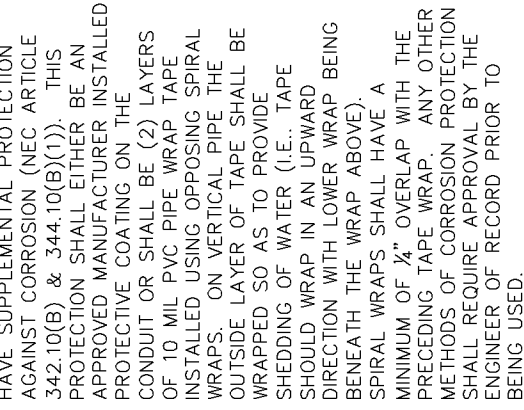 HAVE SUPPLEMENTAL PROTECTION
AGAINST CORROSION (NEC ARTICLE
342.10(B) & 344.10(B)(1)). THIS
PROTECTION SHALL EITHER BE AN
APPROVED MANUFACTURER INSTALLED
PROTECTIVE COATING ON THE
CONDUIT OR SHALL BE (2) LAYERS
OF 10 MIL PVC PIPE WRAP TAPE
INSTALLED USING OPPOSING SPIRAL
WRAPS. ON VERTICAL PIPE THE
OUTSIDE LAYER OF TAPE SHALL BE
WRAPPED SO AS TO PROVIDE
SHEDDING OF WATER (I.E.. TAPE
SHOULD WRAP IN AN UPWARD
DIRECTION WITH LOWER WRAP BEING
BENEATH THE WRAP ABOVE).
SPIRAL WRAPS SHALL HAVE A
MINIMUM OF ¼" OVERLAP WITH THE
PRECEDING TAPE WRAP. ANY OTHER
METHODS OF CORROSION PROTECTION
SHALL REQUIRE APPROVAL BY THE
ENGINEER OF RECORD PRIOR TO
BEING USED.